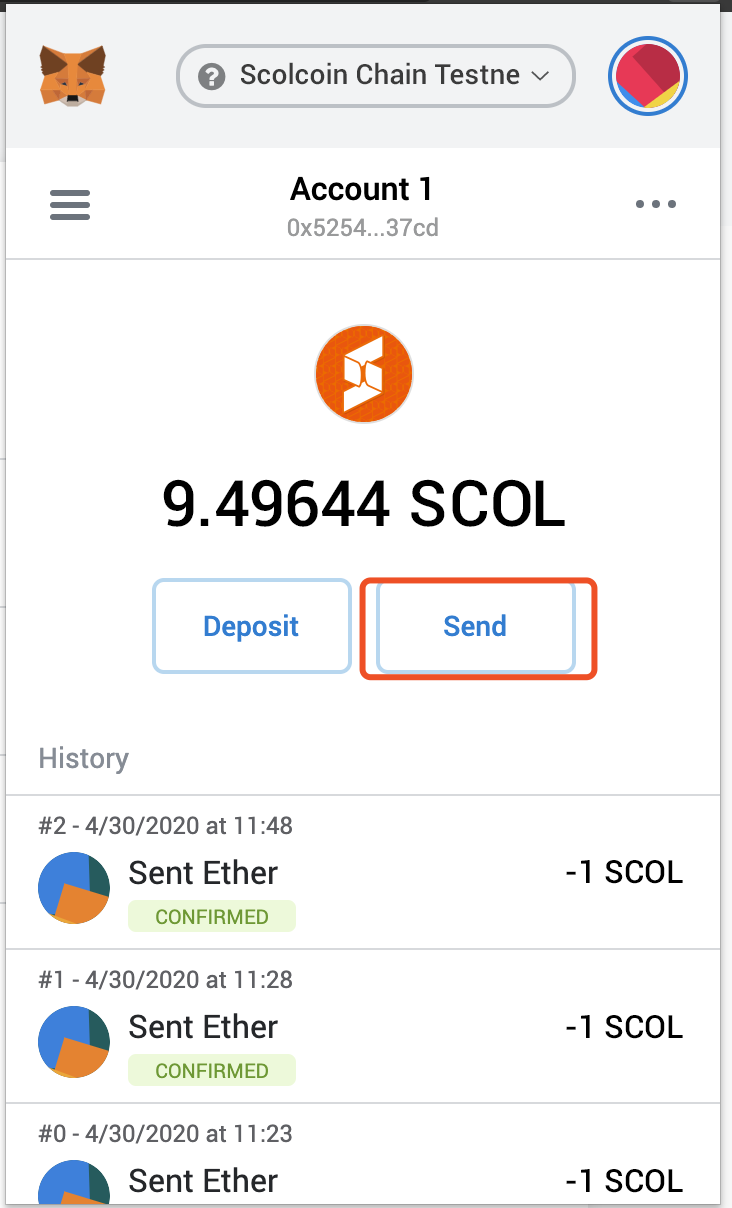 Scolcoin Chain Testne
Account 1
0x5254...37cd
9.49644 SCOL
Deposit
Send
History
#2 - 4/30/2020 at 11:48
Sent Ether
-1 SCOL
CONFIRMED
#1 - 4/30/2020 at 11:28
Sent Ether
-1 SCOL
CONFIRMED
#0 - 4/30/2020 at 11:23
Sent Ether
-1 SCOL